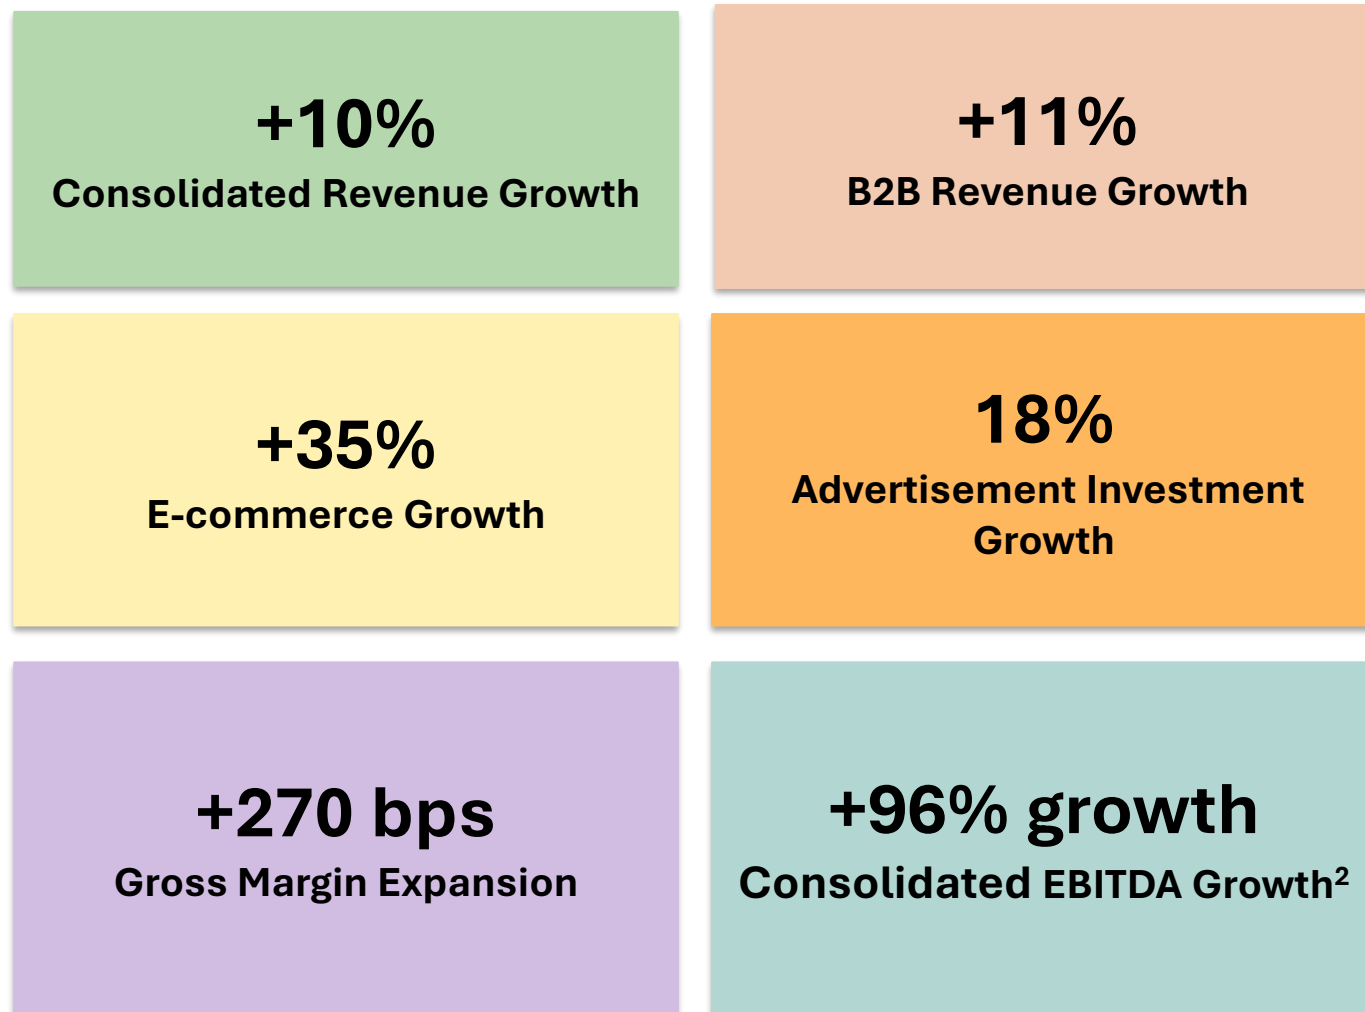 +10%
Consolidated Revenue Growth
+11%
B2B Revenue Growth
+35%
E-commerce Growth
18%
Advertisement Investment
Growth
+270 bps
Gross Margin Expansion
+96% growth
Consolidated EBITDA Growth²